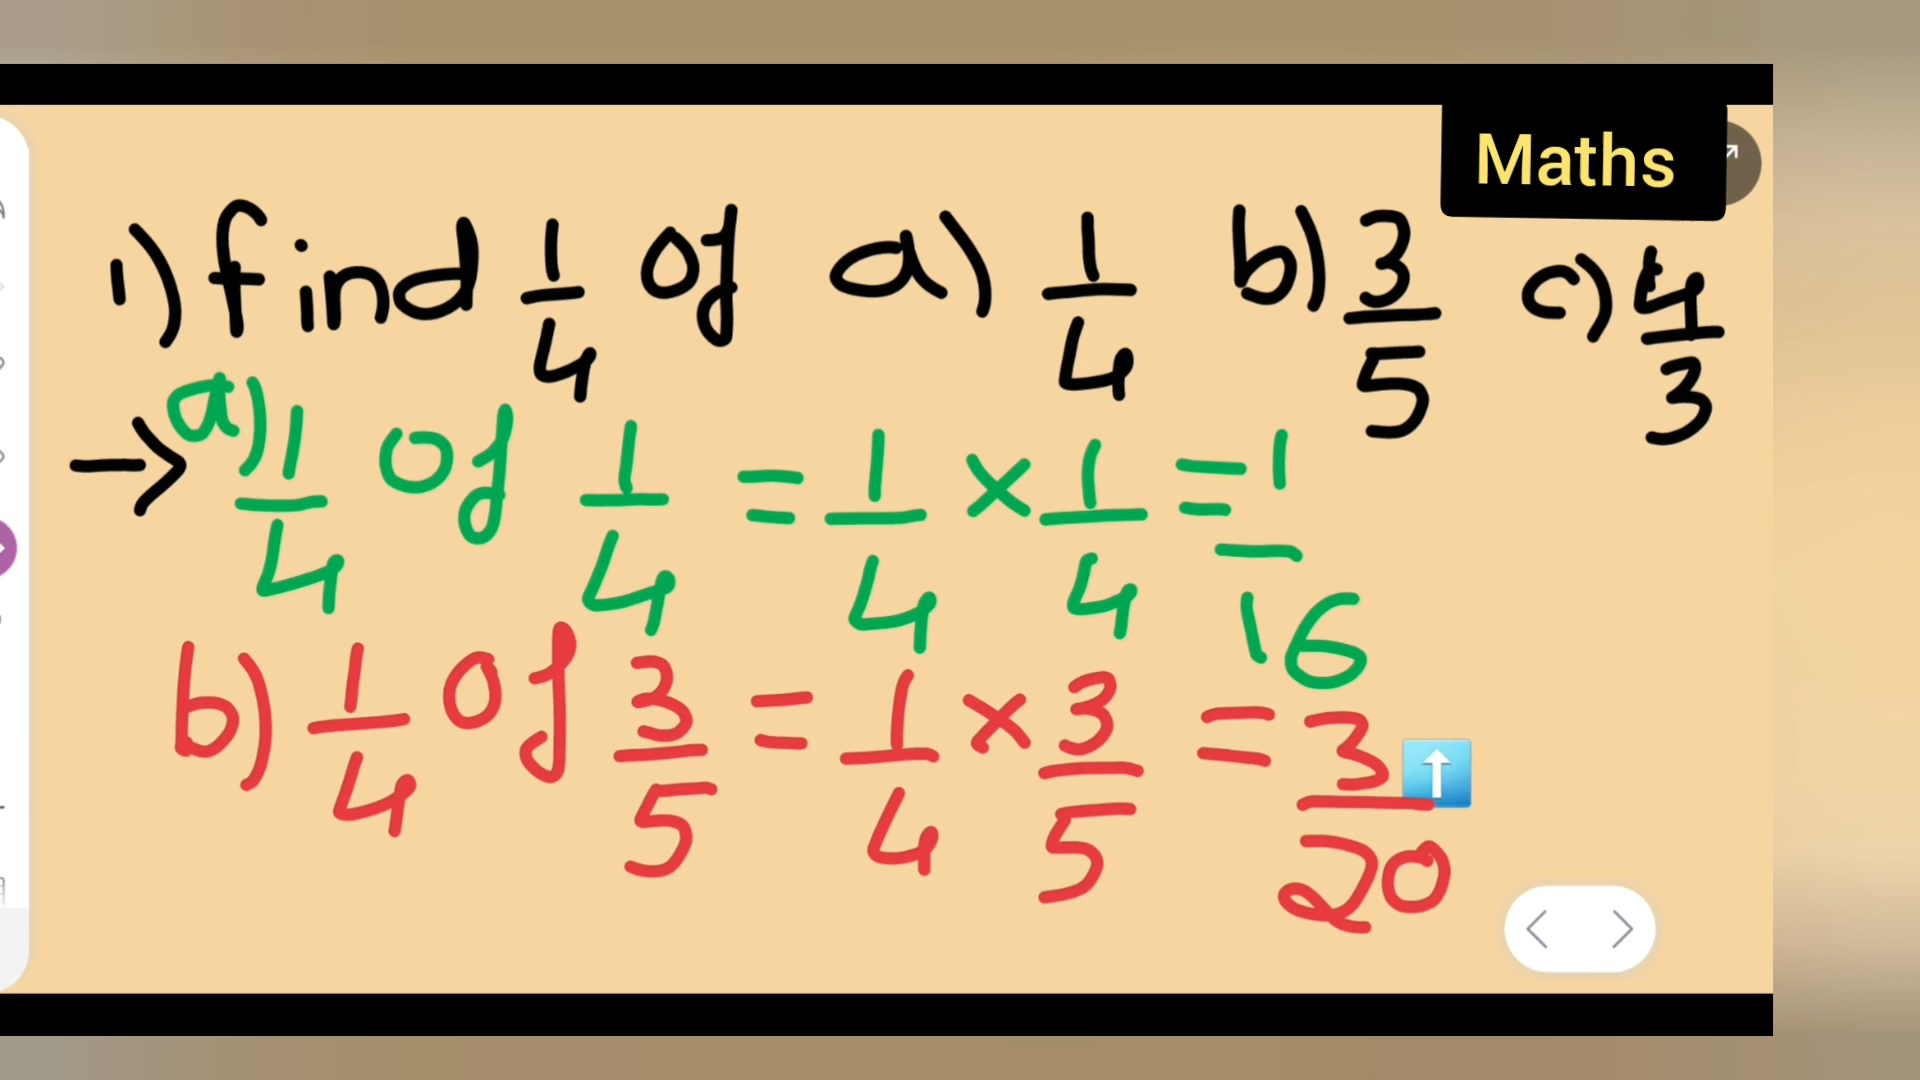 Maths
1) find 1/4 of a) 1/4 b) 3/5 c) 4/3
→ a) 1/4 of 1/4 = 1/4 × 1/4 = 1/16
b) 1/4 of 3/5 = 1/4 × 3/5 = 3/20